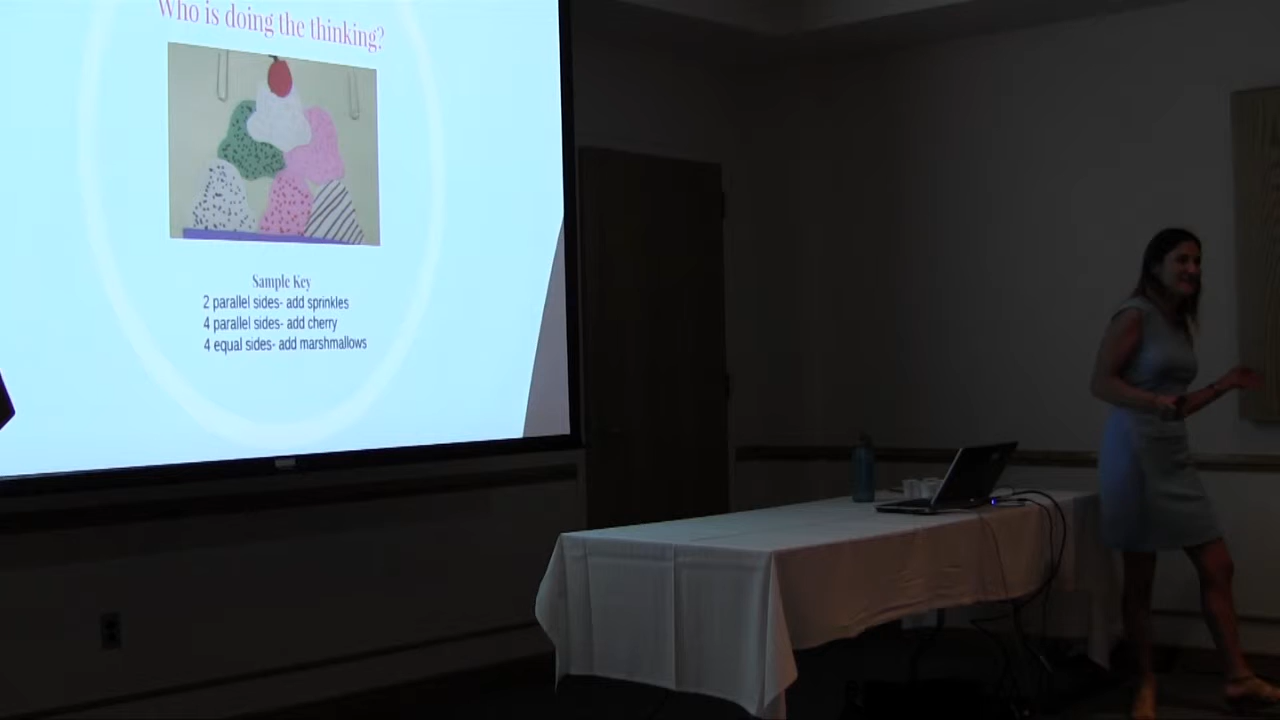 Who is doing the thinking?
Sample Key
2 parallel sides- add sprinkles
4 parallel sides- add cherry
4 equal sides- add marshmallows